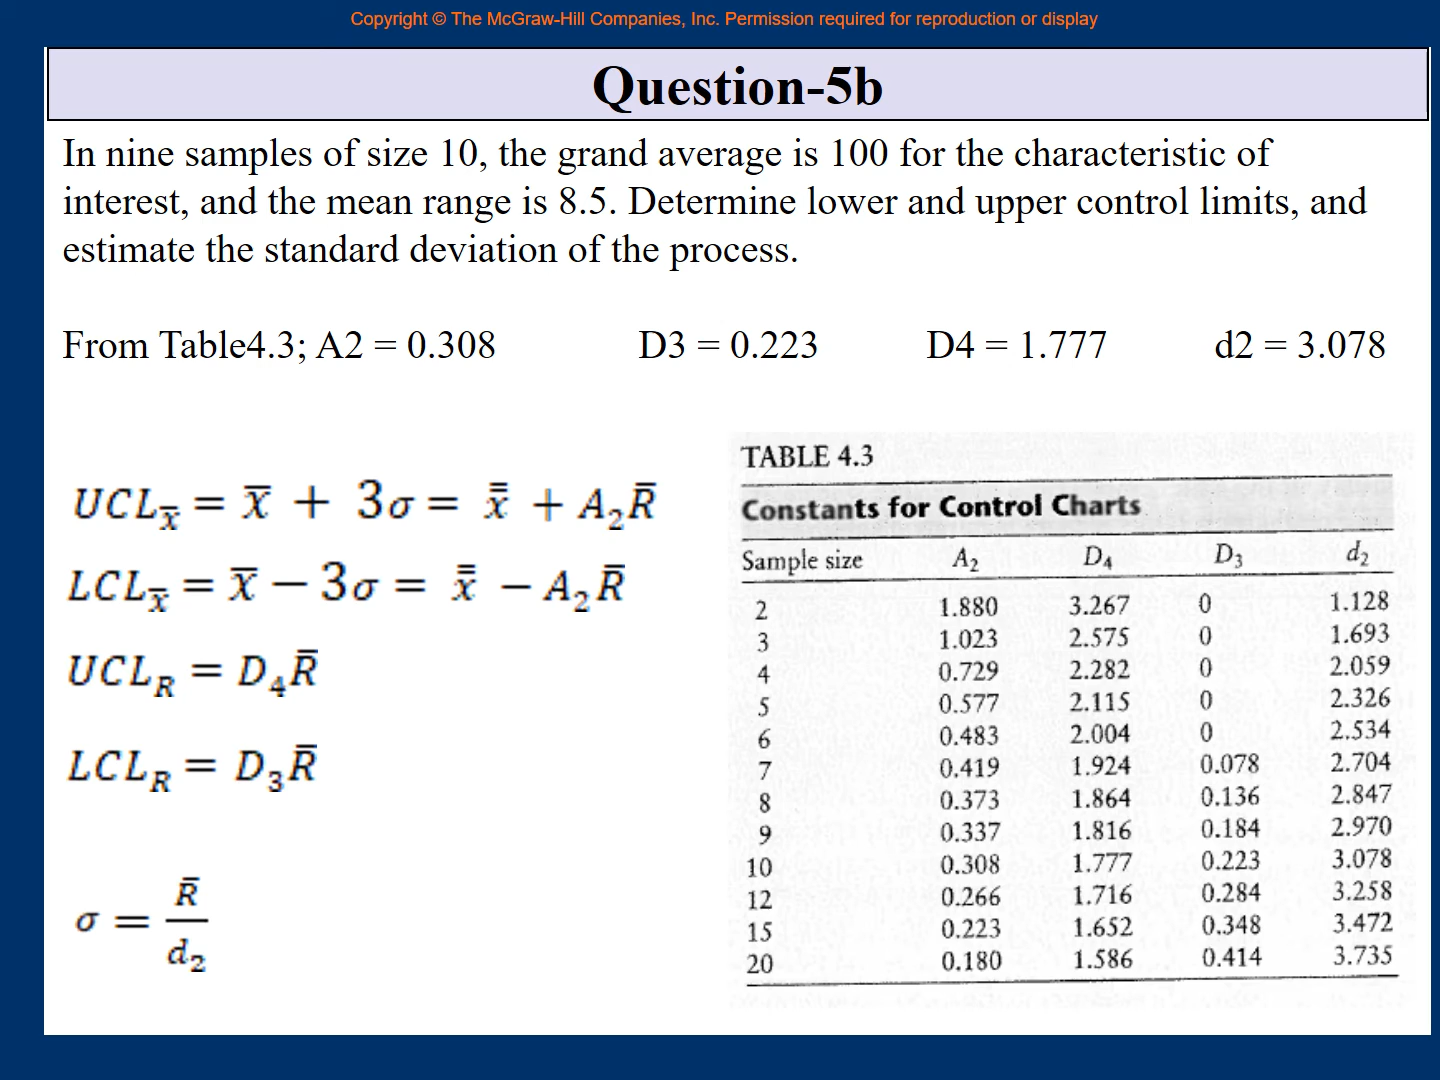 Copyright © The McGraw-Hill Companies, Inc. Permission required for reproduction or display
Question-5b
In nine samples of size 10, the grand average is 100 for the characteristic of
interest, and the mean range is 8.5. Determine lower and upper control limits, and
estimate the standard deviation of the process.
From Table4.3; A2 = 0.308 D3 = 0.223 D4 = 1.777 d2 = 3.078
UCL_x̅ = x̅ + 3σ = x̿ + A₂R̅
LCL_x̅ = x̅ − 3σ = x̿ − A₂R̅
UCL_R = D₄R̅
LCL_R = D₃R̅
σ = R̅ / d₂
TABLE 4.3
Constants for Control Charts
Sample size A₂ D₄ D₃ d₂
2 1.880 3.267 0 1.128
3 1.023 2.575 0 1.693
4 0.729 2.282 0 2.059
5 0.577 2.115 0 2.326
6 0.483 2.004 0 2.534
7 0.419 1.924 0.078 2.704
8 0.373 1.864 0.136 2.847
9 0.337 1.816 0.184 2.970
10 0.308 1.777 0.223 3.078
12 0.266 1.716 0.284 3.258
15 0.223 1.652 0.348 3.472
20 0.180 1.586 0.414 3.735